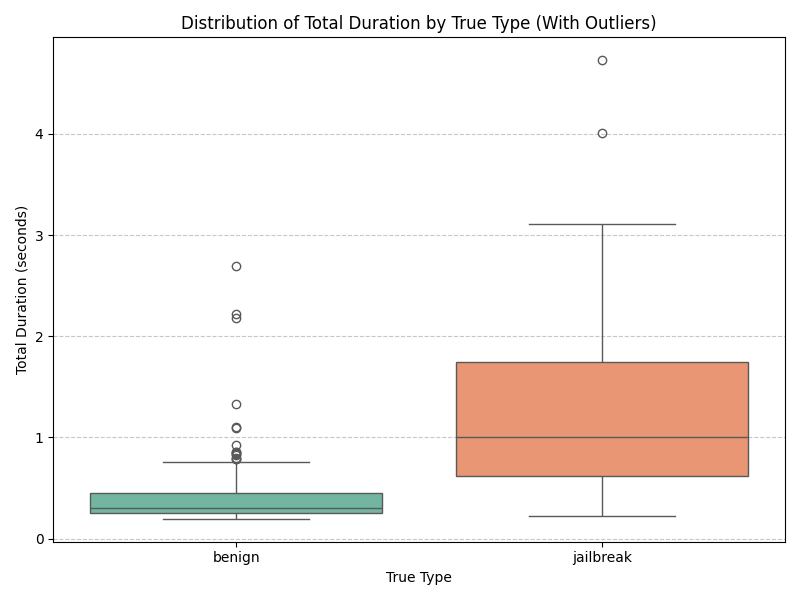 Distribution of Total Duration by True Type (With Outliers)
Total Duration (seconds)
4
3
2
1
0
benign
jailbreak
True Type